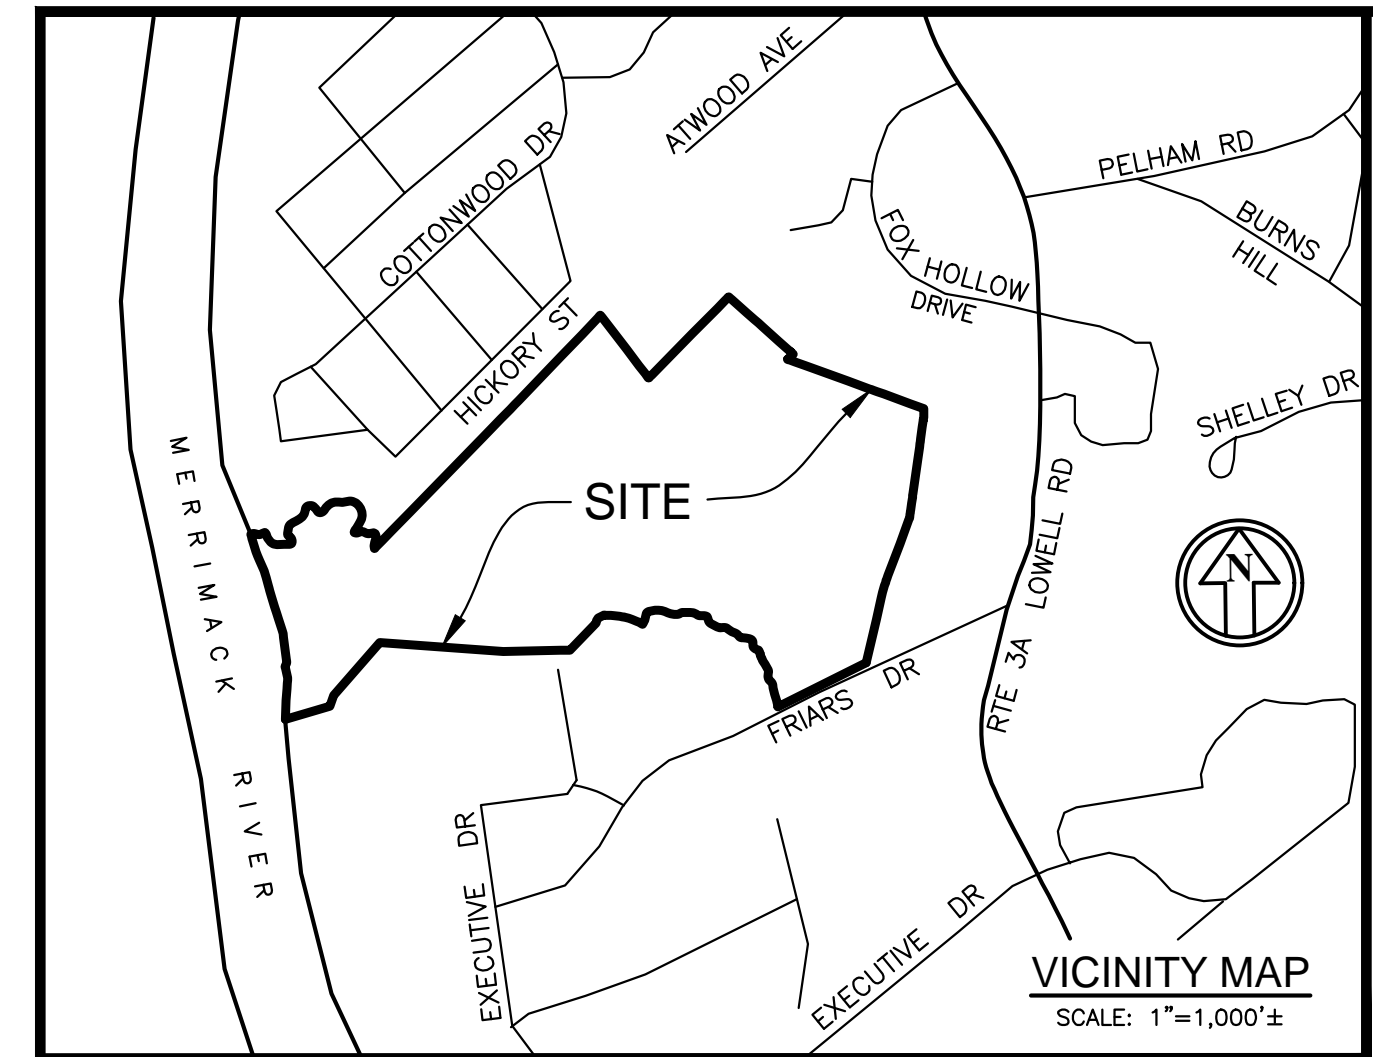 ATWOOD AVE
COTTONWOOD DR
PELHAM RD
BURNS
HILL
FOX HOLLOW
DRIVE
HICKORY ST
SHELLEY DR
MERRIMACK RIVER
SITE
N
RTE 3A LOWELL RD
FRIARS DR
EXECUTIVE DR
EXECUTIVE DR
VICINITY MAP
SCALE: 1"=1,000'±